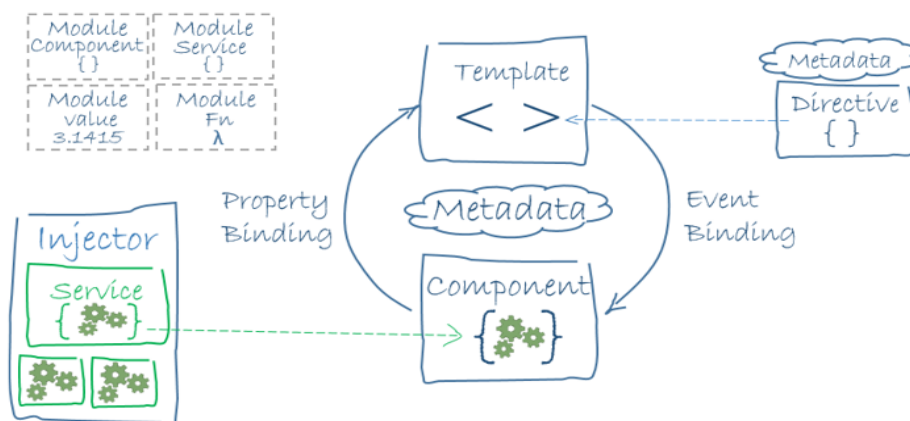 Module
Component
{ }
Module
Service
{ }
Module
value
3.1415
Module
Fn
λ
Template
< >
Metadata
Directive
{ }
Property
Binding
Metadata
Event
Binding
Injector
Service
{ }
Component
{ }